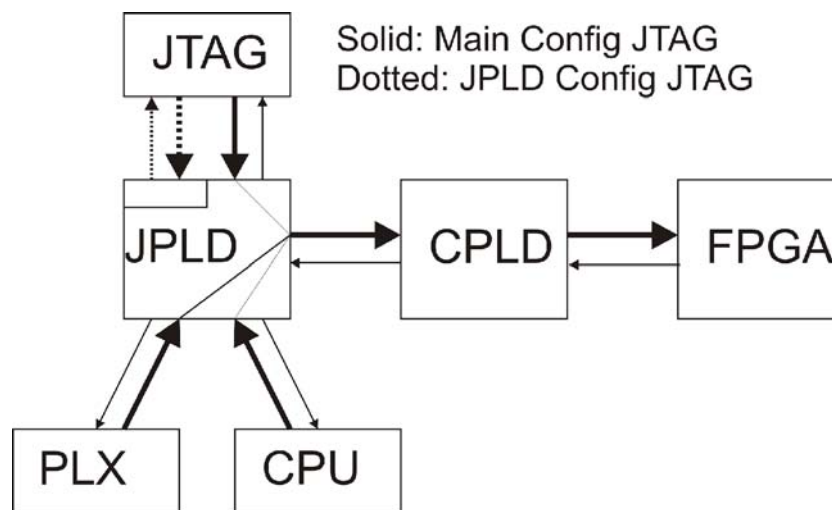 JTAG
Solid: Main Config JTAG
Dotted: JPLD Config JTAG
JPLD
CPLD
FPGA
PLX
CPU